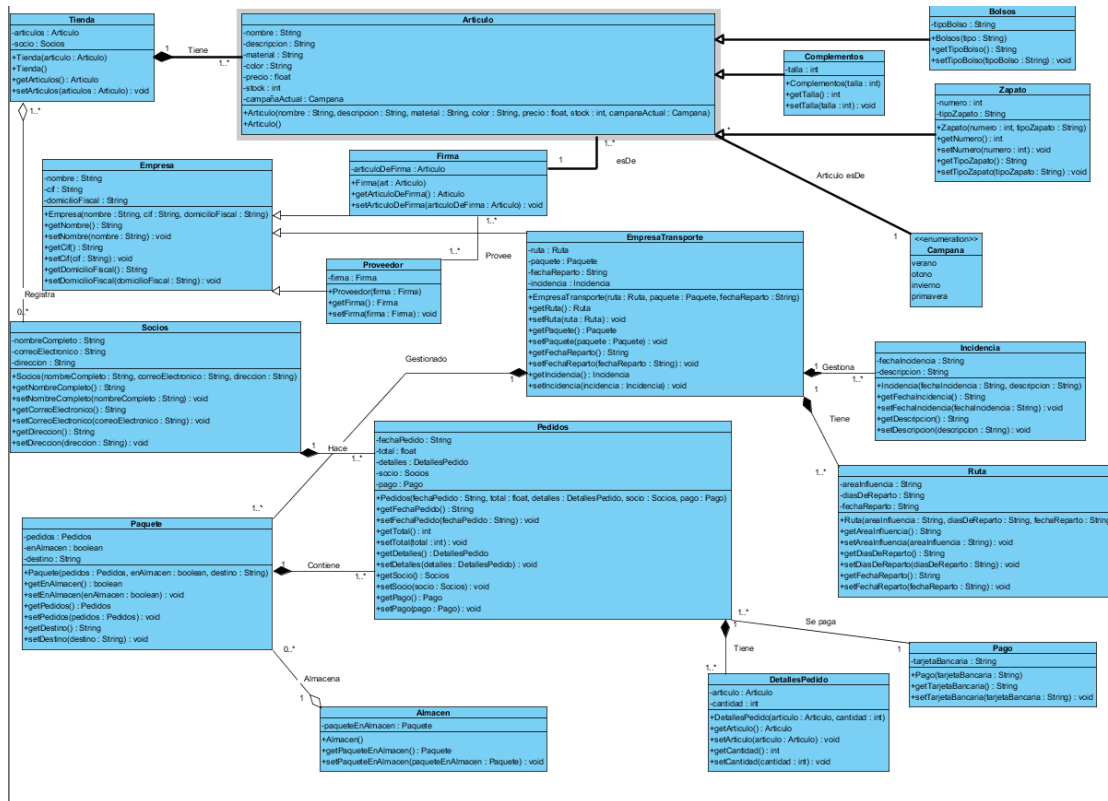 Tienda
-articulos : Articulo
-socio : Socios
+Tienda(articulo : Articulo)
+Tienda()
+getArticulos() : Articulo
+setArticulos(articulos : Articulo) : void
1
Tiene
1..*
Articulo
-nombre : String
-descripcion : String
-material : String
-color : String
-precio : float
-stock : int
-campañaActual : Campana
+Articulo(nombre : String, descripcion : String, material : String, color : String, precio : float, stock : int, campanaActual : Campana)
+Articulo()
Bolsos
-tipoBolso : String
+Bolsos(tipo : String)
+getTipoBolso() : String
+setTipoBolso(tipoBolso : String) : void
Complementos
-talla : int
+Complementos(talla : int)
+getTalla() : int
+setTalla(talla : int) : void
Zapato
-numero : int
-tipoZapato : String
+Zapato(numero : int, tipoZapato : String)
+getNumero() : int
+setNumero(numero : int) : void
+getTipoZapato() : String
+setTipoZapato(tipoZapato : String) : void
1..*
Empresa
-nombre : String
-cif : String
-domicilioFiscal : String
+Empresa(nombre : String, cif : String, domicilioFiscal : String)
+getNombre() : String
+setNombre(nombre : String) : void
+getCif() : String
+setCif(cif : String) : void
+getDomicilioFiscal() : String
+setDomicilioFiscal(domicilioFiscal : String) : void
Firma
-articuloDeFirma : Articulo
+Firma(art : Articulo)
+getArticuloDeFirma() : Articulo
+setArticuloDeFirma(articuloDeFirma : Articulo) : void
1
esDe
1..*
*
Articulo esDe
1
<<enumeration>>
Campana
verano
otono
invierno
primavera
1..*
1..*
Provee
Proveedor
-firma : Firma
+Proveedor(firma : Firma)
+getFirma() : Firma
+setFirma(firma : Firma) : void
EmpresaTransporte
-ruta : Ruta
-paquete : Paquete
-fechaReparto : String
-incidencia : Incidencia
+EmpresaTransporte(ruta : Ruta, paquete : Paquete, fechaReparto : String)
+getRuta() : Ruta
+setRuta(ruta : Ruta) : void
+getPaquete() : Paquete
+setPaquete(paquete : Paquete) : void
+getFechaReparto() : String
+setFechaReparto(fechaReparto : String) : void
+getIncidencia() : Incidencia
+setIncidencia(incidencia : Incidencia) : void
Registra
0..*
Socios
-nombreCompleto : String
-correoElectronico : String
-direccion : String
+Socios(nombreCompleto : String, correoElectronico : String, direccion : String)
+getNombreCompleto() : String
+setNombreCompleto(nombreCompleto : String) : void
+getCorreoElectronico() : String
+setCorreoElectronico(correoElectronico : String) : void
+getDireccion() : String
+setDireccion(direccion : String) : void
Gestionado
1
1..*
1
Gestiona
1..*
Incidencia
-fechaIncidencia : String
-descripcion : String
+Incidencia(fechaIncidencia : String, descripcion : String)
+getFechaIncidencia() : String
+setFechaIncidencia(fechaIncidencia : String) : void
+getDescripcion() : String
+setDescripcion(descripcion : String) : void
1
Tiene
1..*
1
Hace
1..*
Pedidos
-fechaPedido : String
-total : float
-detalles : DetallesPedido
-socio : Socios
-pago : Pago
+Pedidos(fechaPedido : String, total : float, detalles : DetallesPedido, socio : Socios, pago : Pago)
+getFechaPedido() : String
+setFechaPedido(fechaPedido : String) : void
+getTotal() : int
+setTotal(total : int) : void
+getDetalles() : DetallesPedido
+setDetalles(detalles : DetallesPedido) : void
+getSocio() : Socios
+setSocio(socio : Socios) : void
+getPago() : Pago
+setPago(pago : Pago) : void
Ruta
-areaInfluencia : String
-diasDeReparto : String
-fechaReparto : String
+Ruta(areaInfluencia : String, diasDeReparto : String, fechaReparto : String
+getAreaInfluencia() : String
+setAreaInfluencia(areaInfluencia : String) : void
+getDiasDeReparto() : String
+setDiasDeReparto(diasDeReparto : String) : void
+getFechaReparto() : String
+setFechaReparto(fechaReparto : String) : void
Paquete
-pedidos : Pedidos
-enAlmacen : boolean
-destino : String
+Paquete(pedidos : Pedidos, enAlmacen : boolean, destino : String)
+getEnAlmacen() : boolean
+setEnAlmacen(enAlmacen : boolean) : void
+getPedidos() : Pedidos
+setPedidos(pedidos : Pedidos) : void
+getDestino() : String
+setDestino(destino : String) : void
1
Contiene
1..*
1..*
Se paga
1
1
Tiene
1..*
Pago
-tarjetaBancaria : String
+Pago(tarjetaBancaria : String)
+getTarjetaBancaria() : String
+setTarjetaBancaria(tarjetaBancaria : String) : void
0..*
Almacena
1
DetallesPedido
-articulo : Articulo
-cantidad : int
+DetallesPedido(articulo : Articulo, cantidad : int)
+getArticulo() : Articulo
+setArticulo(articulo : Articulo) : void
+getCantidad() : int
+setCantidad(cantidad : int) : void
Almacen
-paqueteEnAlmacen : Paquete
+Almacen()
+getPaqueteEnAlmacen() : Paquete
+setPaqueteEnAlmacen(paqueteEnAlmacen : Paquete) : void